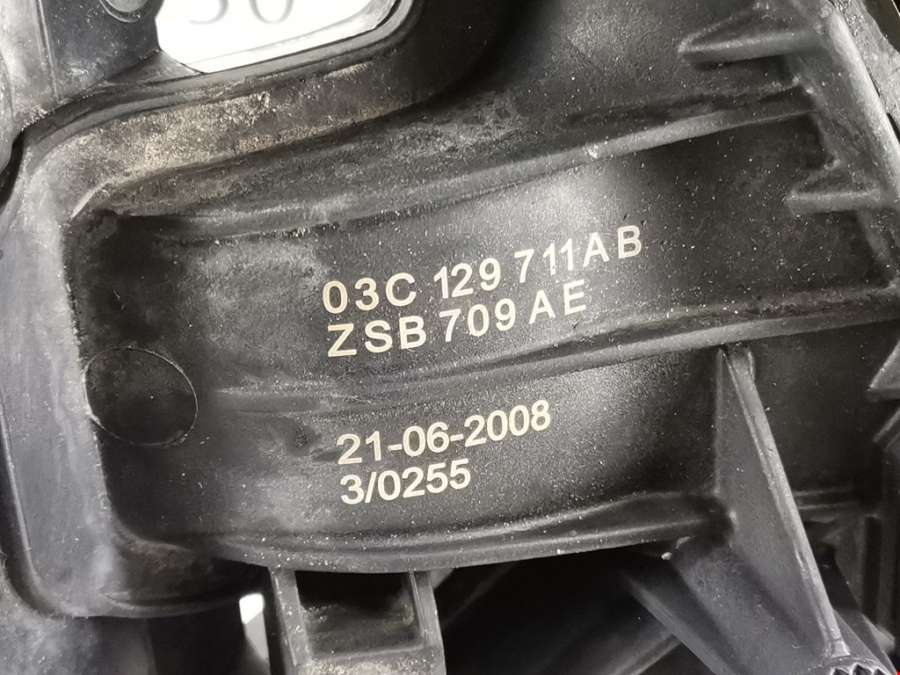 03C 129 711AB
ZSB 709 AE
21-06-2008
3/0255